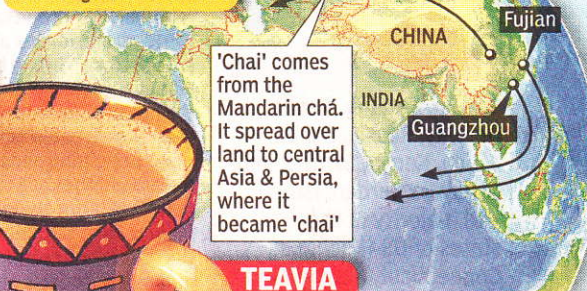 Fujian
CHINA
'Chai' comes
from the
Mandarin chá.
It spread over
land to central
Asia & Persia,
where it
became 'chai'
INDIA
Guangzhou
TEAVIA